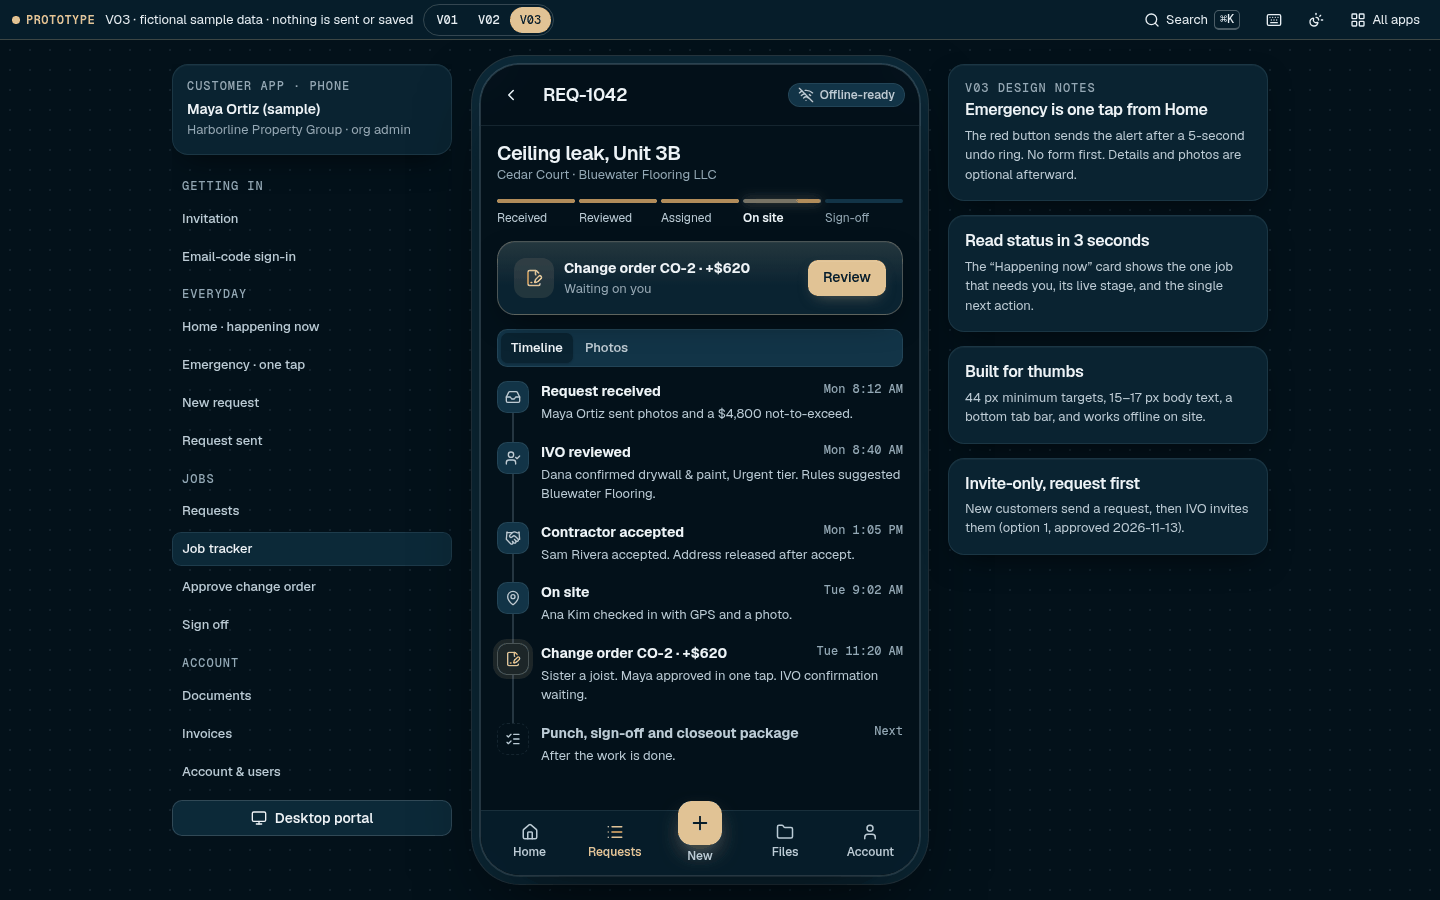 PROTOTYPE V03 · fictional sample data · nothing is sent or saved V01 V02 V03 Search ⌘K All apps
CUSTOMER APP · PHONE
Maya Ortiz (sample)
Harborline Property Group · org admin
GETTING IN
Invitation
Email-code sign-in
EVERYDAY
Home · happening now
Emergency · one tap
New request
Request sent
JOBS
Requests
Job tracker
Approve change order
Sign off
ACCOUNT
Documents
Invoices
Account & users
Desktop portal
REQ-1042 Offline-ready
Ceiling leak, Unit 3B
Cedar Court · Bluewater Flooring LLC
Received Reviewed Assigned On site Sign-off
Change order CO-2 · +$620
Waiting on you
Review
Timeline Photos
Request received Mon 8:12 AM
Maya Ortiz sent photos and a $4,800 not-to-exceed.
IVO reviewed Mon 8:40 AM
Dana confirmed drywall & paint, Urgent tier. Rules suggested
Bluewater Flooring.
Contractor accepted Mon 1:05 PM
Sam Rivera accepted. Address released after accept.
On site Tue 9:02 AM
Ana Kim checked in with GPS and a photo.
Change order CO-2 · +$620 Tue 11:20 AM
Sister a joist. Maya approved in one tap. IVO confirmation
waiting.
Punch, sign-off and closeout package Next
After the work is done.
Home Requests New Files Account
V03 DESIGN NOTES
Emergency is one tap from Home
The red button sends the alert after a 5-second
undo ring. No form first. Details and photos are
optional afterward.
Read status in 3 seconds
The “Happening now” card shows the one job
that needs you, its live stage, and the single
next action.
Built for thumbs
44 px minimum targets, 15–17 px body text, a
bottom tab bar, and works offline on site.
Invite-only, request first
New customers send a request, then IVO invites
them (option 1, approved 2026-11-13).